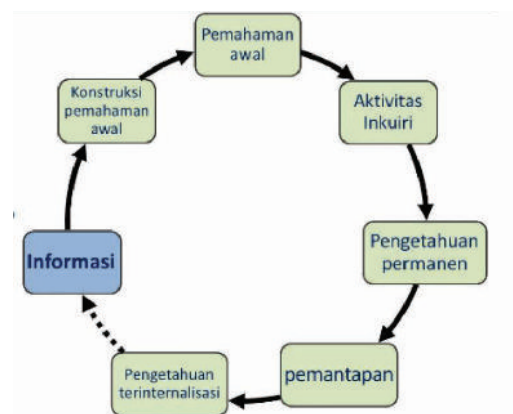 Pemahaman
awal
Konstruksi
pemahaman
awal
Aktivitas
Inkuiri
Pengetahuan
permanen
Informasi
pemantapan
Pengetahuan
terinternalisasi